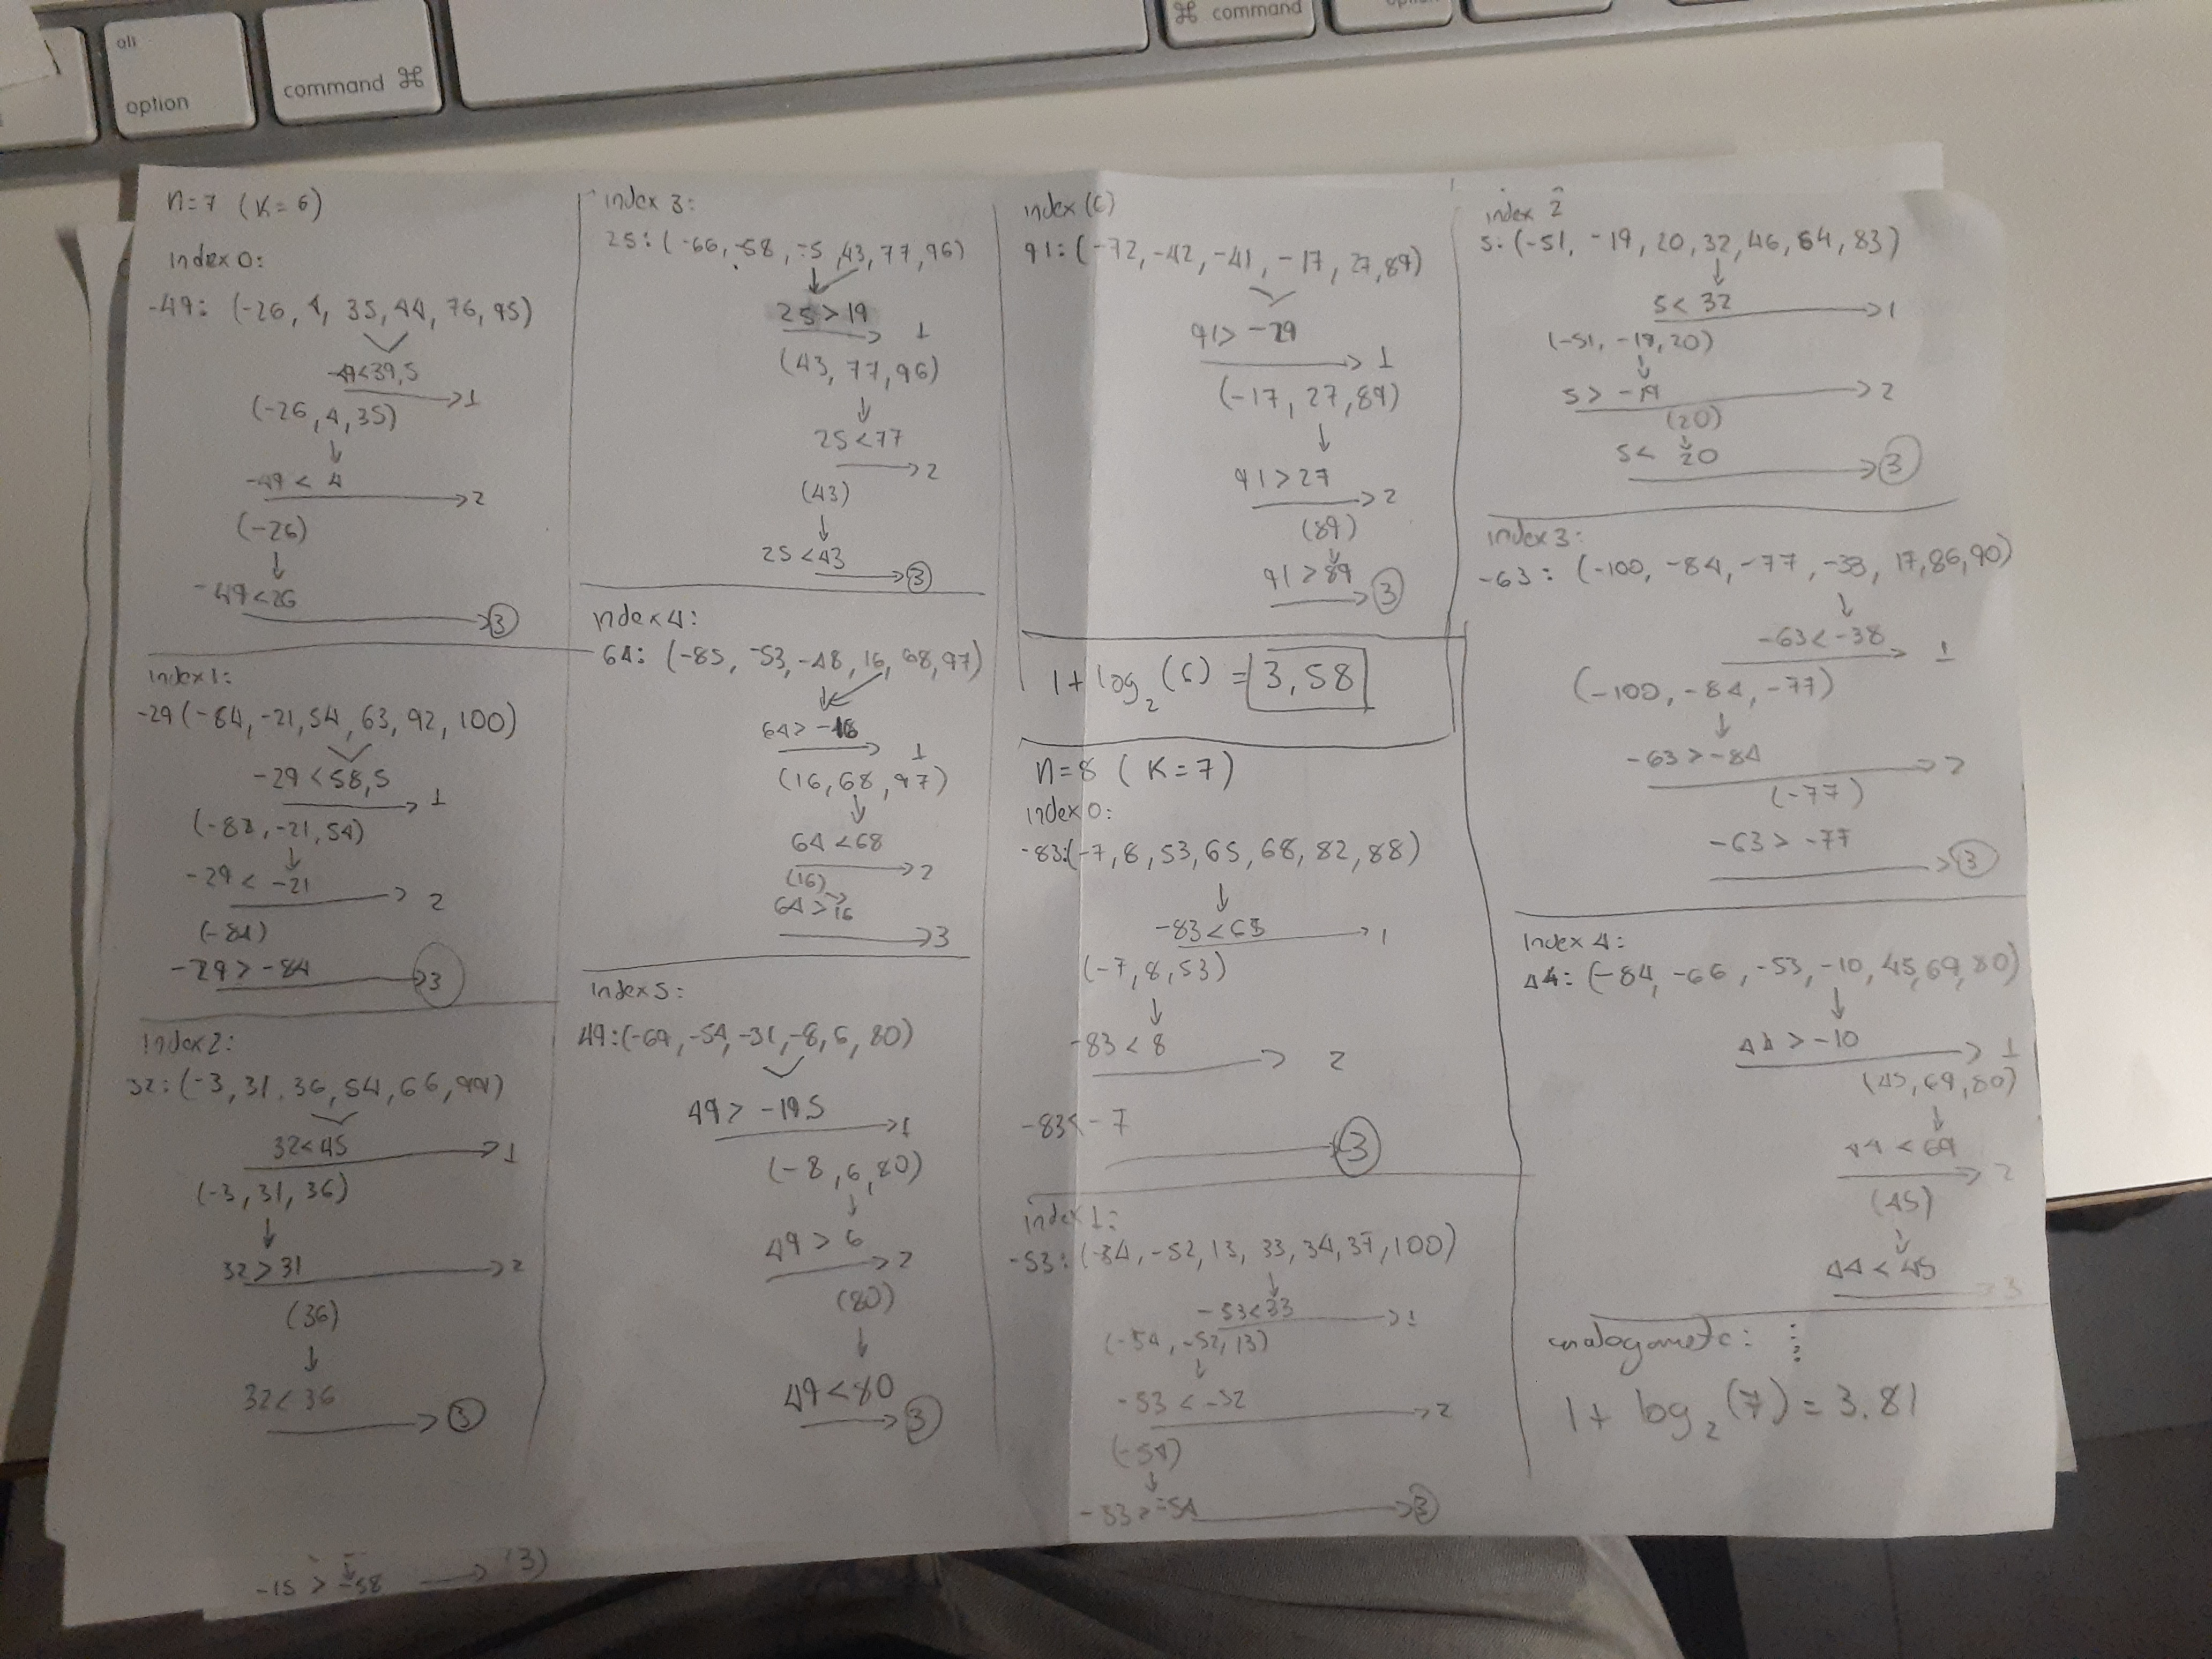 alt
option
command ⌘
⌘ command
n=7 (K=6)
index 0:
-49: (-26, 4, 35, 44, 76, 95)
-49<39,5 → 1
(-26, 4, 35)
↓
-49 < 4 → 2
(-26)
↓
-49<26 → 3
index 1:
-29 (-84, -21, 54, 63, 92, 100)
-29 < 58,5 → 1
(-84, -21, 54)
↓
-29 < -21 → 2
(-84)
-29 > -84 → 3
Index 2:
32: (-3, 31, 36, 54, 66, 99)
32<45 → 1
(-3, 31, 36)
↓
32 > 31 → 2
(36)
↓
32 < 36 → 3
index 3:
25: (-66, -58, -5, 43, 77, 96)
25 > 19 → 1
(43, 77, 96)
↓
25 < 77 → 2
(43)
↓
25 < 43 → 3
index 4:
64: (-85, -53, -48, 16, 68, 97)
64 > -16 → 1
(16, 68, 97)
↓
64 < 68 → 2
(16)
64 > 16 → 3
Index 5:
49: (-69, -54, -31, -8, 6, 80)
49 > -19,5 → 1
(-8, 6, 80)
↓
49 > 6 → 2
(80)
↓
49 < 80 → 3
index (6)
91: (-72, -42, -41, -17, 27, 89)
91 > -29 → 1
(-17, 27, 89)
↓
91 > 27 → 2
(89)
↓
91 > 89 → 3
1 + log₂(6) = 3,58
n=8 (K=7)
index 0:
-83: (-7, 8, 53, 65, 68, 82, 88)
↓
-83 < 65 → 1
(-7, 8, 53)
↓
-83 < 8 → 2
-83 < -7 → 3
index 1:
-53: (-54, -52, 13, 33, 34, 37, 100)
↓
-53 < 33 → 1
(-54, -52, 13)
↓
-53 < -52 → 2
(-54)
↓
-53 > -54 → 3
index 2
5: (-51, -19, 20, 32, 46, 64, 83)
↓
5 < 32 → 1
(-51, -19, 20)
↓
5 > -19 → 2
(20)
↓
5 < 20 → 3
index 3:
-63: (-100, -84, -77, -38, 17, 86, 90)
↓
-63 < -38 → 1
(-100, -84, -77)
↓
-63 > -84 → 2
(-77)
-63 > -77 → 3
Index 4:
44: (-84, -66, -53, -10, 45, 69, 80)
↓
44 > -10 → 1
(45, 69, 80)
↓
44 < 69 → 2
(45)
↓
44 < 45 → 3
1 + log₂(7) = 3.81
-15 > -58 → (3)